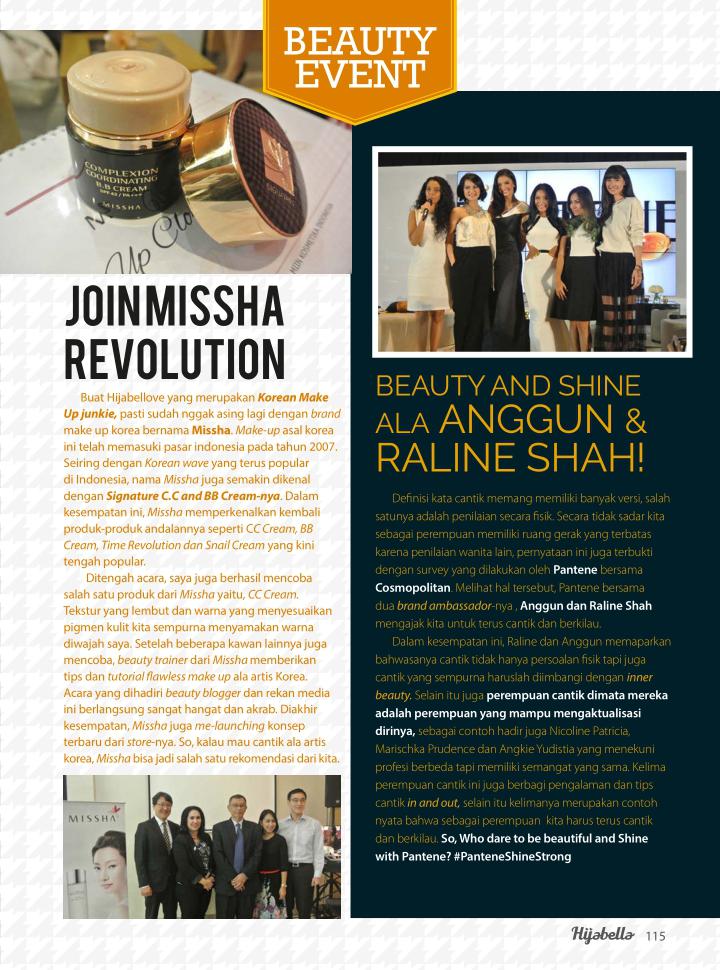 BEAUTY
EVENT
COMPLEXION
COORDINATING
B.B CREAM
MISSHA
Up Clo
JOIN MISSHA
REVOLUTION
Buat Hijabellove yang merupakan Korean Make
Up junkie, pasti sudah nggak asing lagi dengan brand
make up korea bernama Missha. Make-up asal korea
ini telah memasuki pasar indonesia pada tahun 2007.
Seiring dengan Korean wave yang terus popular
di Indonesia, nama Missha juga semakin dikenal
dengan Signature C.C and BB Cream-nya. Dalam
kesempatan ini, Missha memperkenalkan kembali
produk-produk andalannya seperti CC Cream, BB
Cream, Time Revolution dan Snail Cream yang kini
tengah popular.
Ditengah acara, saya juga berhasil mencoba
salah satu produk dari Missha yaitu, CC Cream.
Tekstur yang lembut dan warna yang menyesuaikan
pigmen kulit kita sempurna menyamakan warna
diwajah saya. Setelah beberapa kawan lainnya juga
mencoba, beauty trainer dari Missha memberikan
tips dan tutorial flawless make up ala artis Korea.
Acara yang dihadiri beauty blogger dan rekan media
ini berlangsung sangat hangat dan akrab. Diakhir
kesempatan, Missha juga me-launching konsep
terbaru dari store-nya. So, kalau mau cantik ala artis
korea, Missha bisa jadi salah satu rekomendasi dari kita.
MISSHA
BEAUTY AND SHINE
ALA ANGGUN &
RALINE SHAH!
Definisi kata cantik memang memiliki banyak versi, salah
satunya adalah penilaian secara fisik. Secara tidak sadar kita
sebagai perempuan memiliki ruang gerak yang terbatas
karena penilaian wanita lain, pernyataan ini juga terbukti
dengan survey yang dilakukan oleh Pantene bersama
Cosmopolitan. Melihat hal tersebut, Pantene bersama
dua brand ambassador-nya , Anggun dan Raline Shah
mengajak kita untuk terus cantik dan berkilau.
Dalam kesempatan ini, Raline dan Anggun memaparkan
bahwasanya cantik tidak hanya persoalan fisik tapi juga
cantik yang sempurna haruslah diimbangi dengan inner
beauty. Selain itu juga perempuan cantik dimata mereka
adalah perempuan yang mampu mengaktualisasi
dirinya, sebagai contoh hadir juga Nicoline Patricia,
Marischka Prudence dan Angkie Yudistia yang menekuni
profesi berbeda tapi memiliki semangat yang sama. Kelima
perempuan cantik ini juga berbagi pengalaman dan tips
cantik in and out, selain itu kelimanya merupakan contoh
nyata bahwa sebagai perempuan kita harus terus cantik
dan berkilau. So, Who dare to be beautiful and Shine
with Pantene? #PanteneShineStrong
Hijabella 115